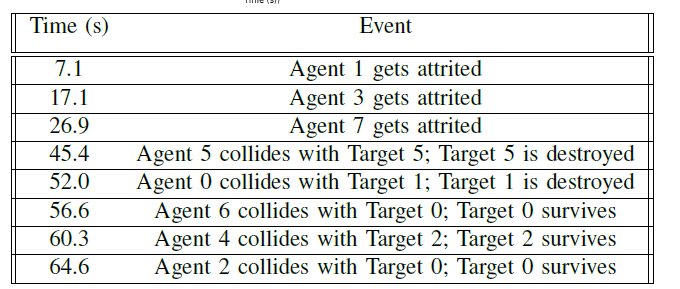 Time (s))
Time (s) Event
7.1 Agent 1 gets attrited
17.1 Agent 3 gets attrited
26.9 Agent 7 gets attrited
45.4 Agent 5 collides with Target 5; Target 5 is destroyed
52.0 Agent 0 collides with Target 1; Target 1 is destroyed
56.6 Agent 6 collides with Target 0; Target 0 survives
60.3 Agent 4 collides with Target 2; Target 2 survives
64.6 Agent 2 collides with Target 0; Target 0 survives